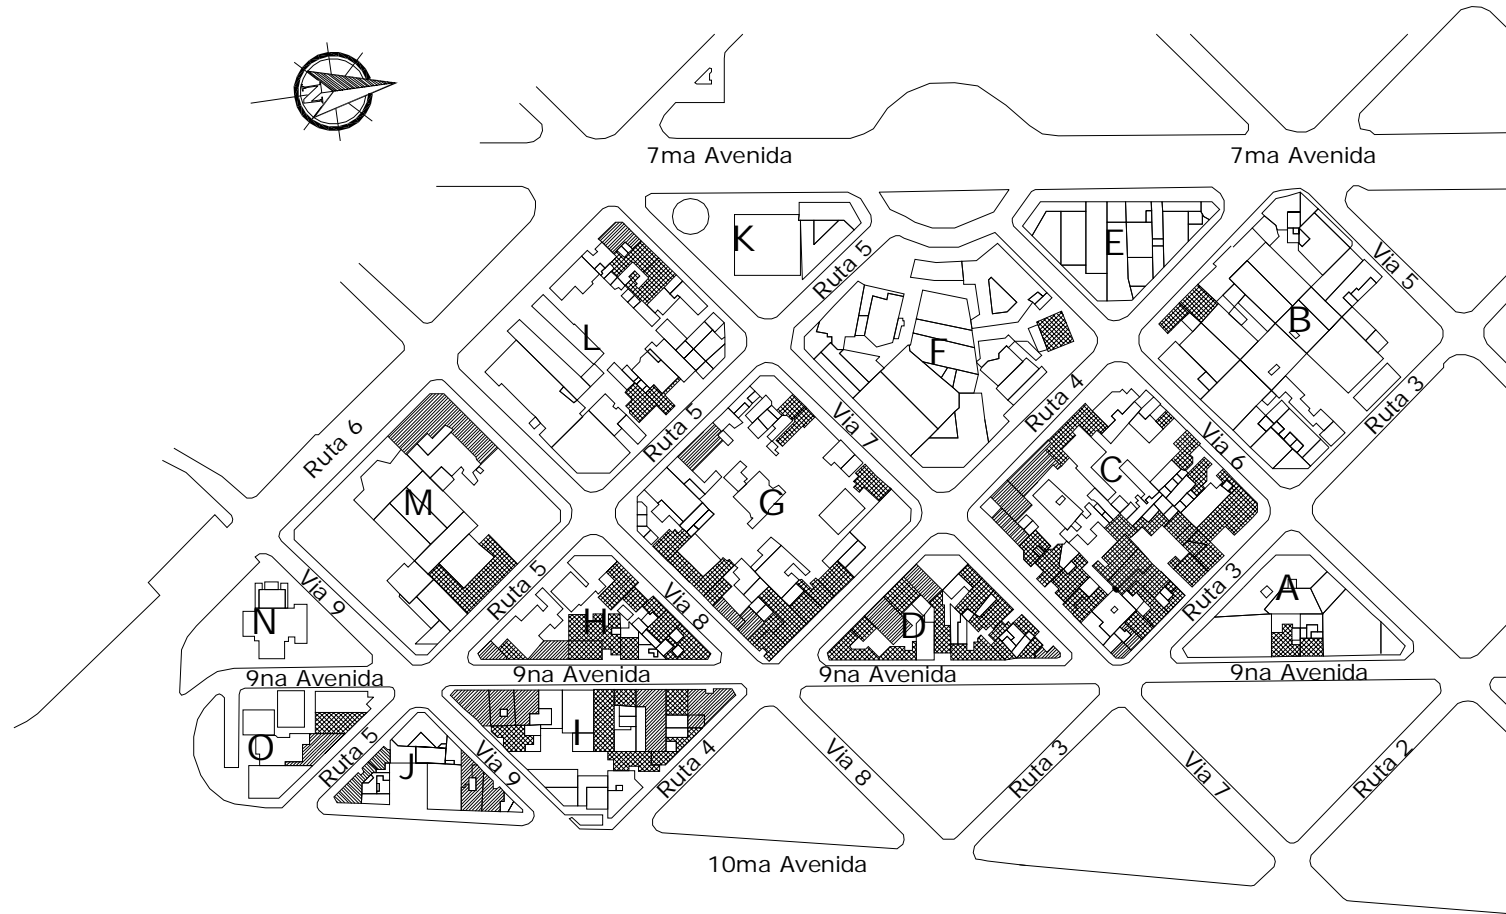 N
7ma Avenida
7ma Avenida
K
E
Ruta 5
Via 5
B
L
F
Ruta 4
Ruta 3
Ruta 5
Via 7
Via 6
Ruta 6
C
M
G
Ruta 5
Via 9
Via 8
Ruta 3
A
N
H
D
9na Avenida
9na Avenida
9na Avenida
9na Avenida
O
Ruta 5
J
Via 9
I
Ruta 4
Via 8
Ruta 3
Via 7
Ruta 2
10ma Avenida